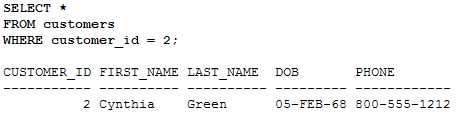 SELECT *
FROM customers
WHERE customer_id = 2;
CUSTOMER_ID FIRST_NAME LAST_NAME  DOB       PHONE
----------- ---------- ---------- --------- ------------
          2 Cynthia    Green      05-FEB-68 800-555-1212